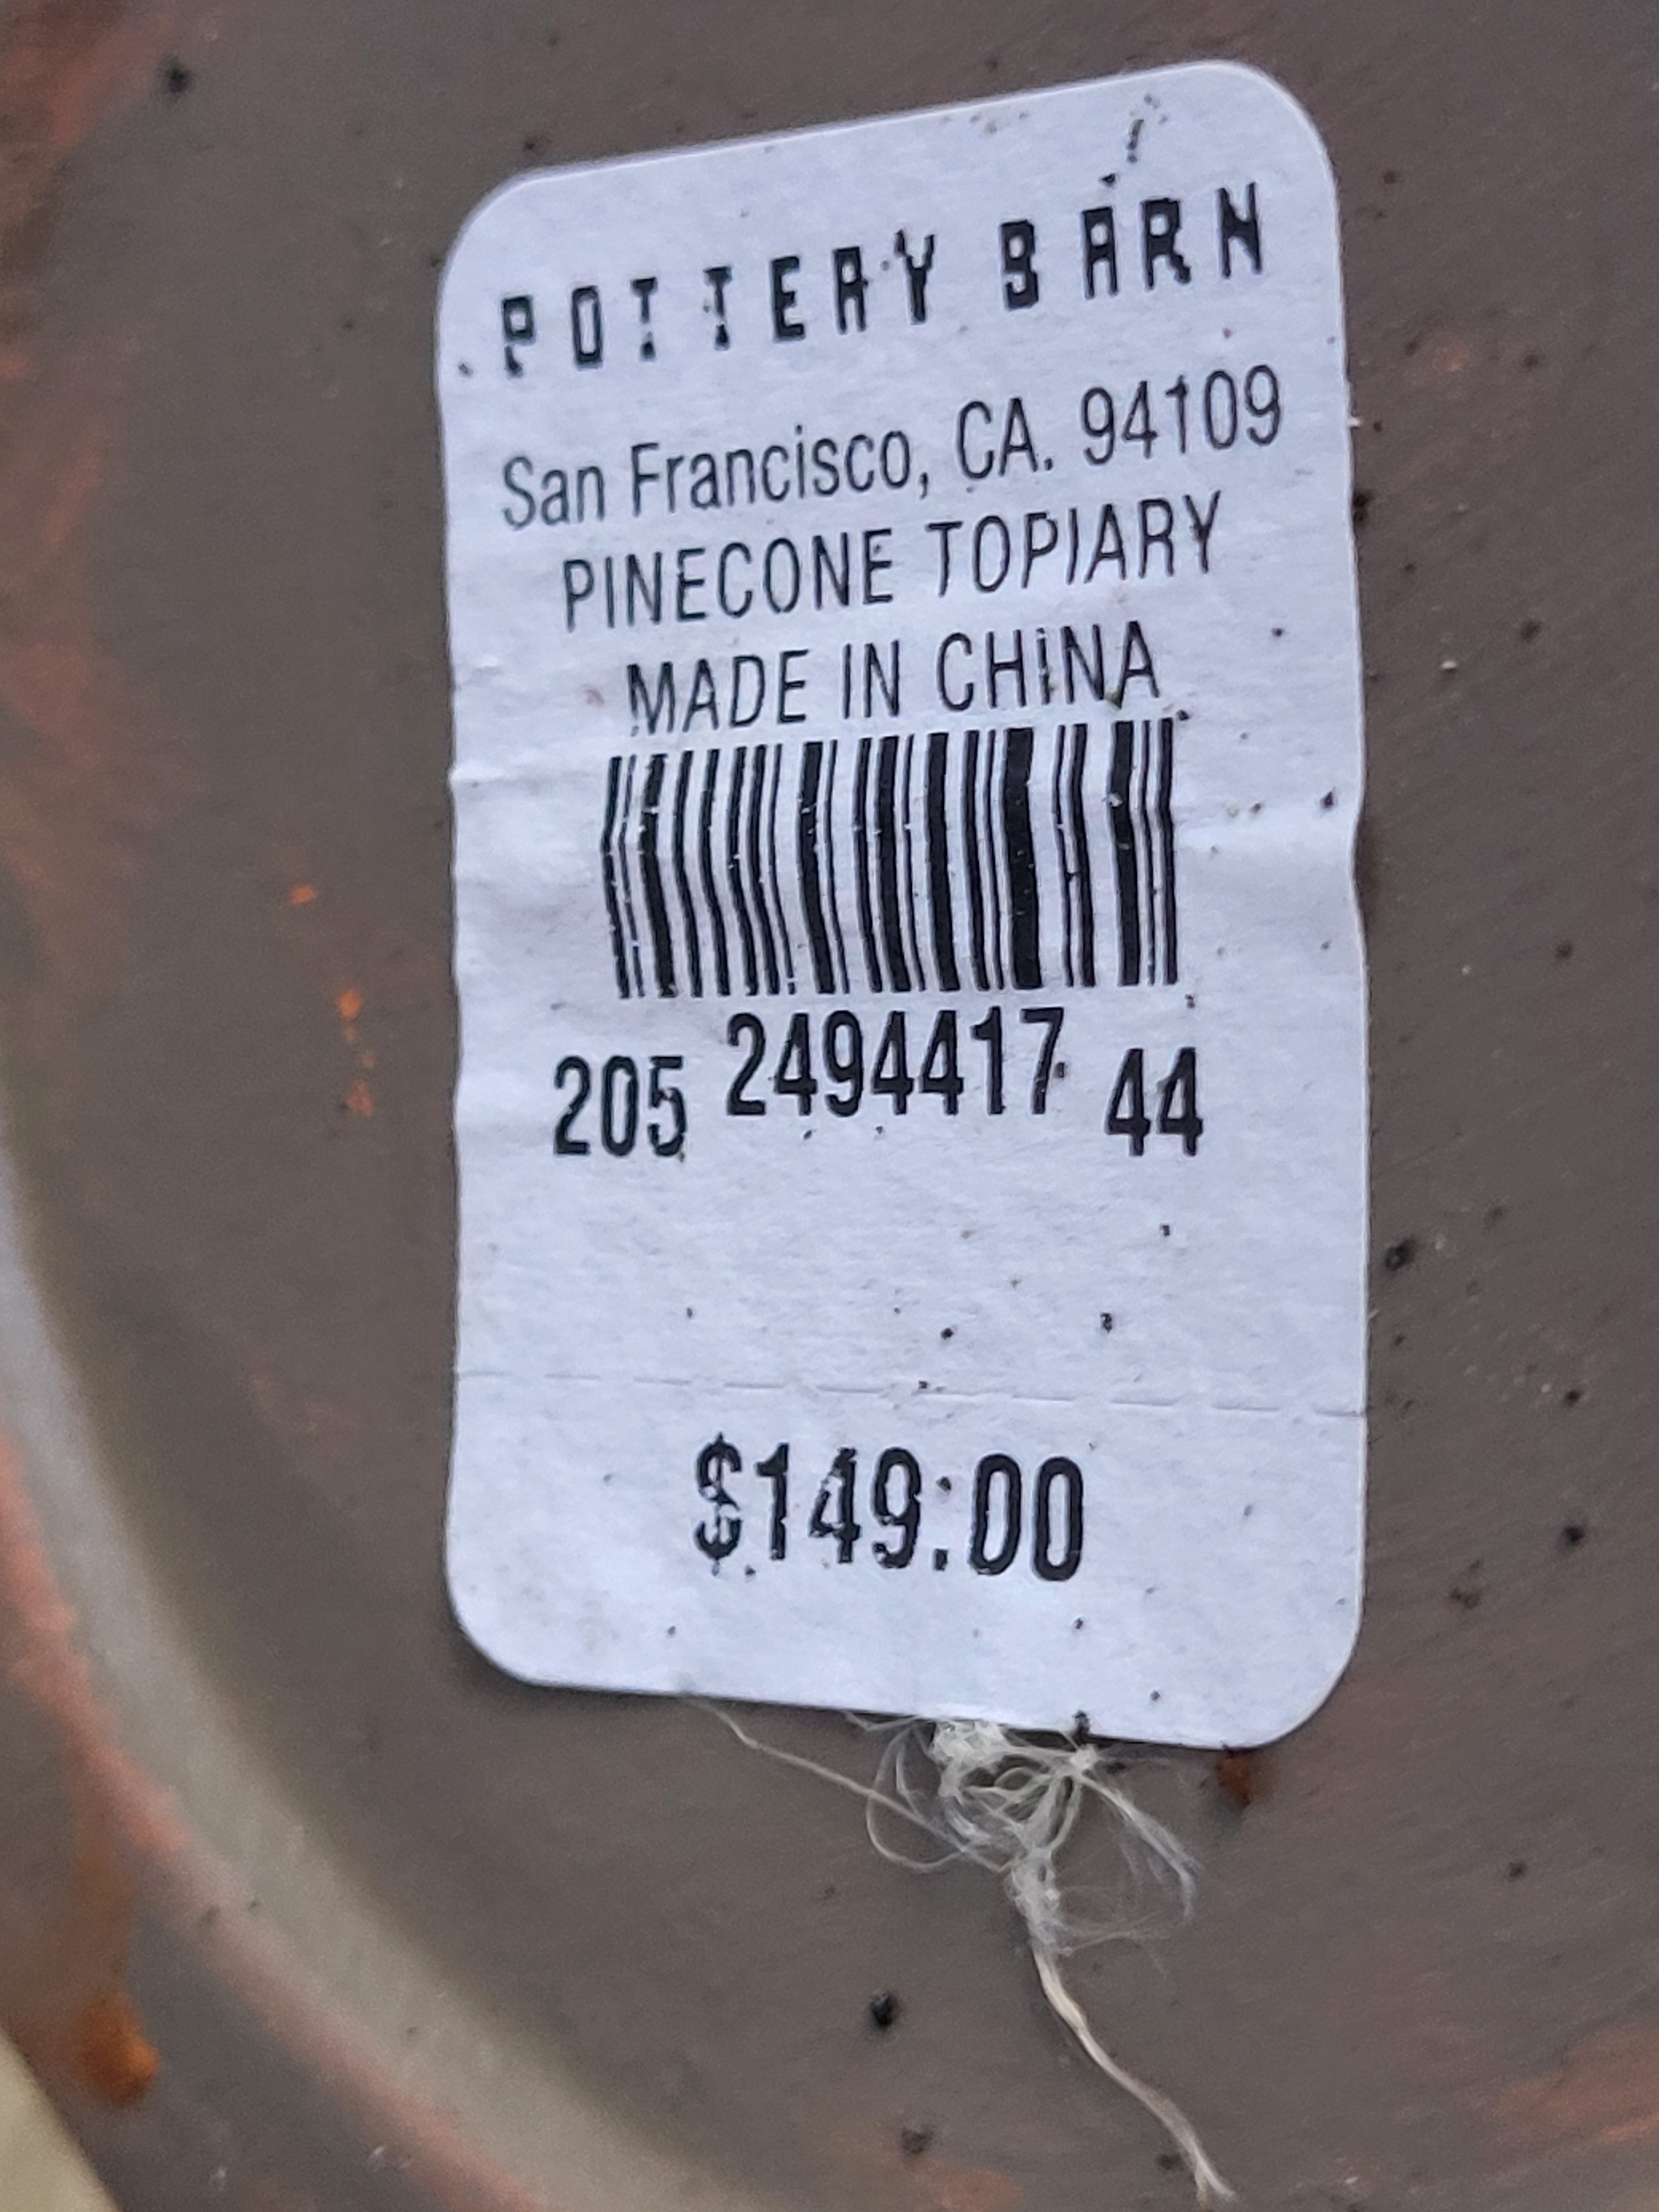 POTTERY BARN
San Francisco, CA. 94109
PINECONE TOPIARY
MADE IN CHINA
205 2494417 44
$149.00